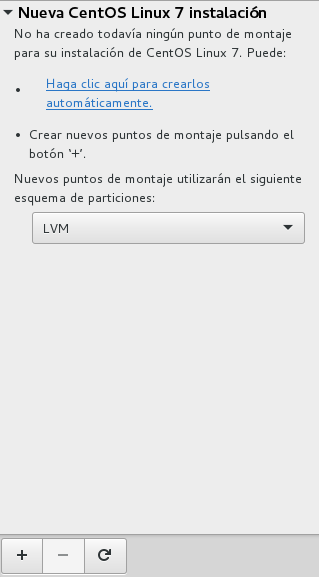 Nueva CentOS Linux 7 instalación
No ha creado todavía ningún punto de montaje
para su instalación de CentOS Linux 7. Puede:
• Haga clic aquí para crearlos
automáticamente.
• Crear nuevos puntos de montaje pulsando el
botón '+'.
Nuevos puntos de montaje utilizarán el siguiente
esquema de particiones:
LVM
+ −